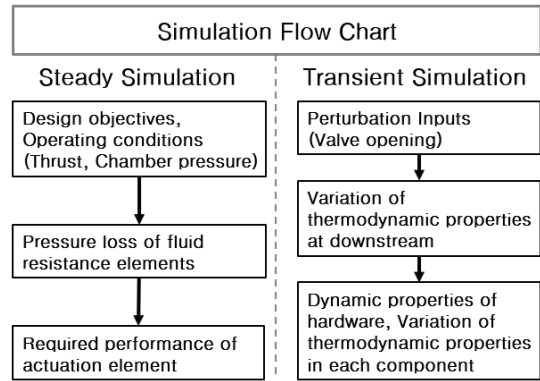 Simulation Flow Chart
Steady Simulation
Design objectives,
Operating conditions
(Thrust, Chamber pressure)
Pressure loss of fluid
resistance elements
Required performance of
actuation element
Transient Simulation
Perturbation Inputs
(Valve opening)
Variation of
thermodynamic properties
at downstream
Dynamic properties of
hardware, Variation of
thermodynamic properties
in each component